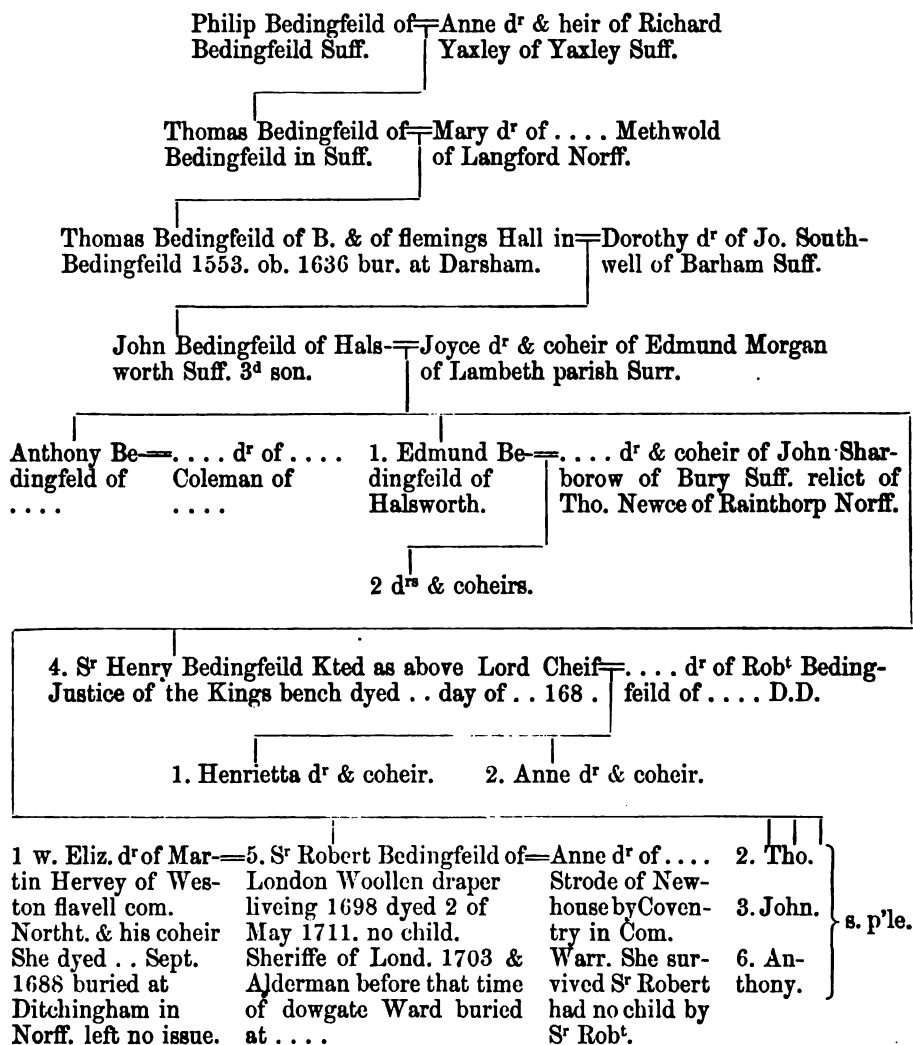 Philip Bedingfeild of=Anne dʳ & heir of Richard
Bedingfeild Suff. Yaxley of Yaxley Suff.
Thomas Bedingfeild of=Mary dʳ of . . . . Methwold
Bedingfeild in Suff. of Langford Norff.
Thomas Bedingfeild of B. & of flemings Hall in=Dorothy dʳ of Jo. South-
Bedingfeild 1553. ob. 1636 bur. at Darsham. well of Barham Suff.
John Bedingfeild of Hals-=Joyce dʳ & coheir of Edmund Morgan
worth Suff. 3ᵈ son. of Lambeth parish Surr.
Anthony Be-=. . . . dʳ of . . . .
dingfeld of Coleman of
. . . . . . . .
1. Edmund Be-=. . . . dʳ & coheir of John Shar-
dingfeild of borow of Bury Suff. relict of
Halsworth. Tho. Newce of Rainthorp Norff.
2 dʳˢ & coheirs.
4. Sʳ Henry Bedingfeild Kted as above Lord Cheif=. . . . dʳ of Robᵗ Beding-
Justice of the Kings bench dyed . . day of . . 168 . feild of . . . . D.D.
1. Henrietta dʳ & coheir. 2. Anne dʳ & coheir.
1 w. Eliz. dʳ of Mar-=
tin Hervey of Wes-
ton flavell com.
Northt. & his coheir
She dyed . . Sept.
1688 buried at
Ditchingham in
Norff. left no issue.
5. Sʳ Robert Bedingfeild of=
London Woollen draper
liveing 1698 dyed 2 of
May 1711. no child.
Sheriffe of Lond. 1703 &
Alderman before that time
of dowgate Ward buried
at . . . .
Anne dʳ of . . . .
Strode of New-
house by Coven-
try in Com.
Warr. She sur-
vived Sʳ Robert
had no child by
Sʳ Robᵗ.
2. Tho.
3. John.
6. An-
thony.
s. p'le.